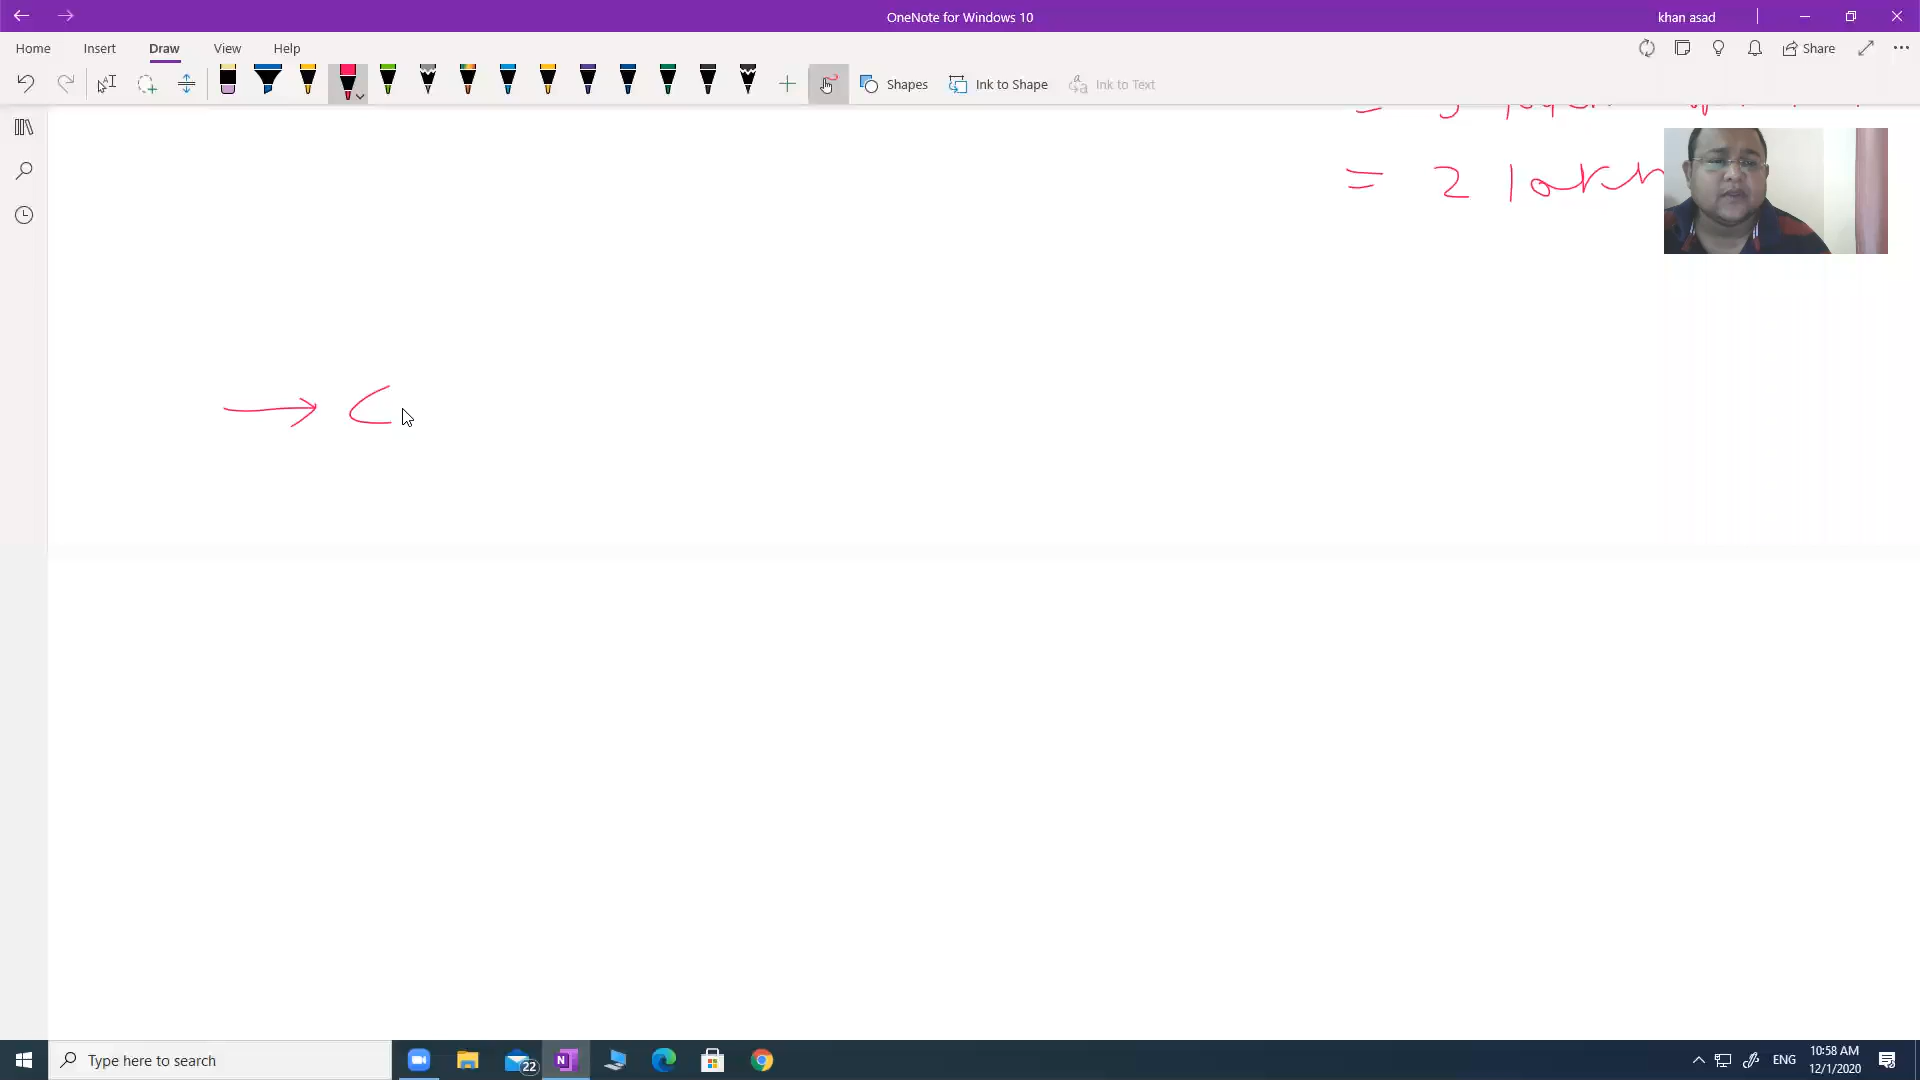 OneNote for Windows 10
khan asad
Home Insert Draw View Help
Share
Shapes Ink to Shape Ink to Text
= 2 lakh
→ C
Type here to search
22
N
ENG
10:58 AM
12/1/2020